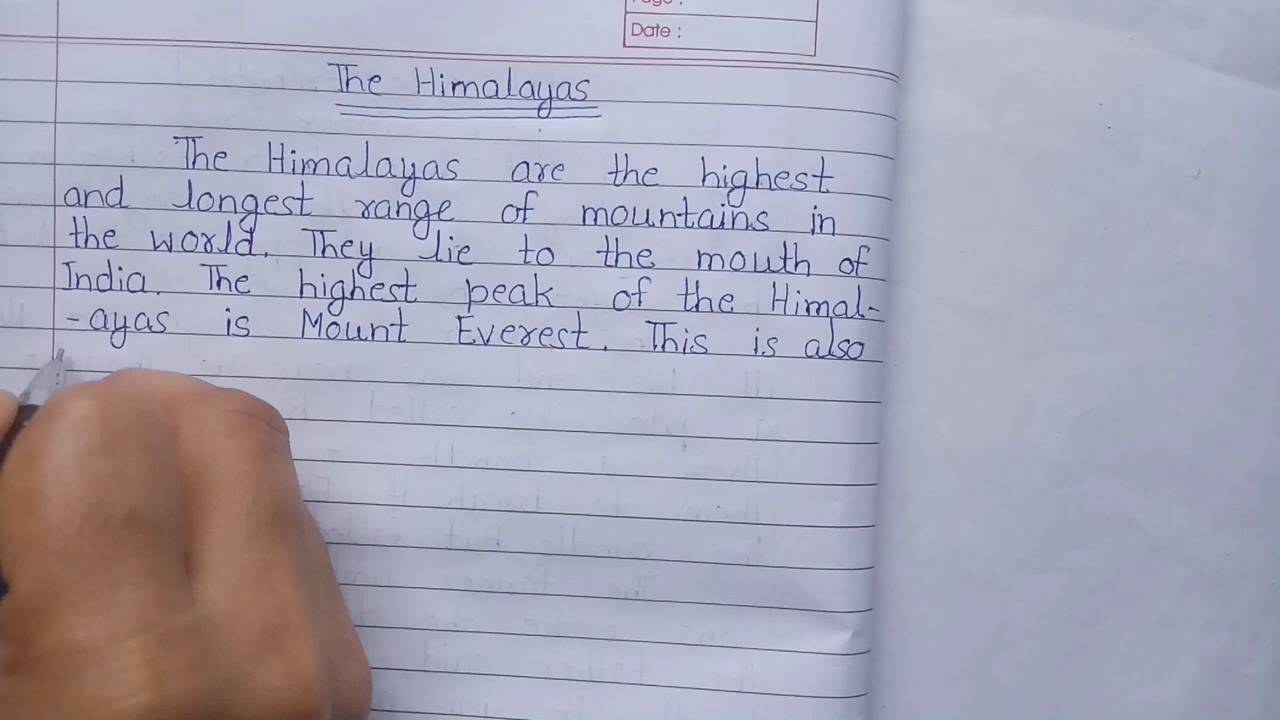 Date :
The Himalayas
The Himalayas are the highest
and longest range of mountains in
the world. They lie to the mouth of
India. The highest peak of the Himal-
-ayas is Mount Everest. This is also